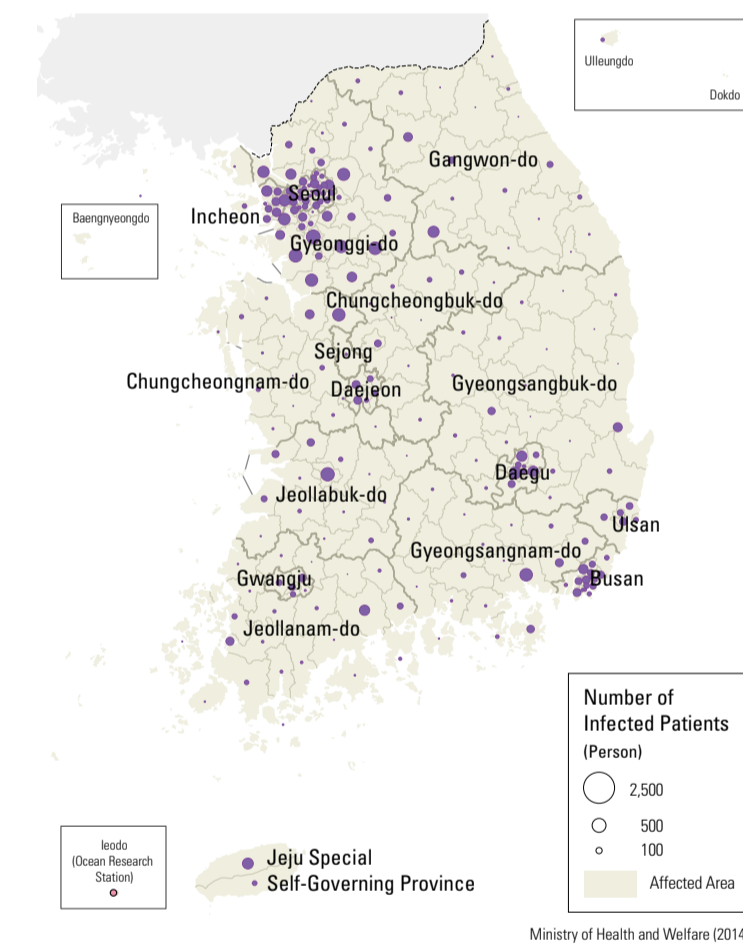 Ulleungdo
Dokdo
Gangwon-do
Seoul
Baengnyeongdo
Incheon
Gyeonggi-do
Chungcheongbuk-do
Sejong
Chungcheongnam-do
Daejeon
Gyeongsangbuk-do
Daegu
Jeollabuk-do
Ulsan
Gyeongsangnam-do
Gwangju
Busan
Jeollanam-do
Number of
Infected Patients
(Person)
2,500
500
100
Affected Area
Ieodo
(Ocean Research
Station)
Jeju Special
Self-Governing Province
Ministry of Health and Welfare (2014